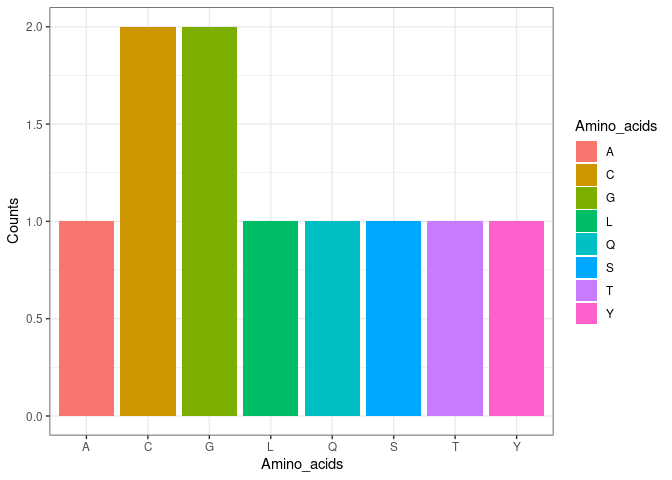 2.0
1.5
1.0
0.5
0.0
Counts
A C G L Q S T Y
Amino_acids
Amino_acids
A
C
G
L
Q
S
T
Y